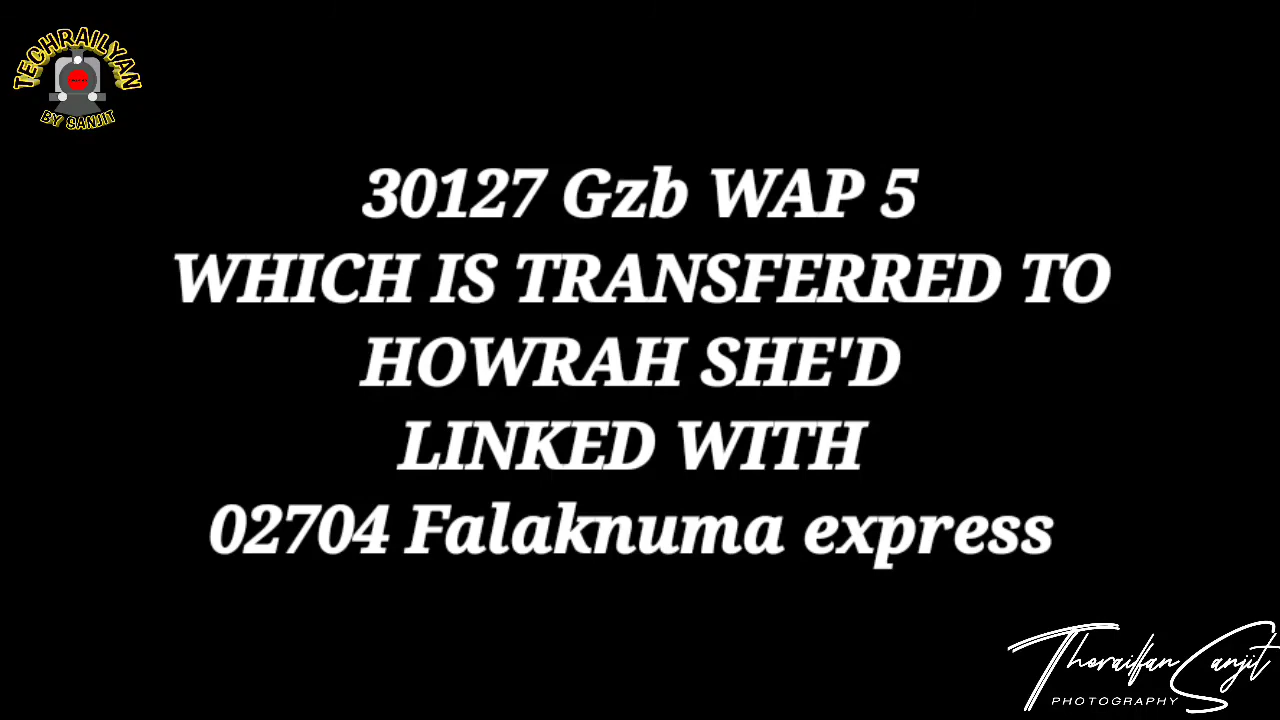 TECHRAILYAN
BY SANJIT
30127 Gzb WAP 5
WHICH IS TRANSFERRED TO
HOWRAH SHE'D
LINKED WITH
02704 Falaknuma express
Thorailfan Sanjit
PHOTOGRAPHY